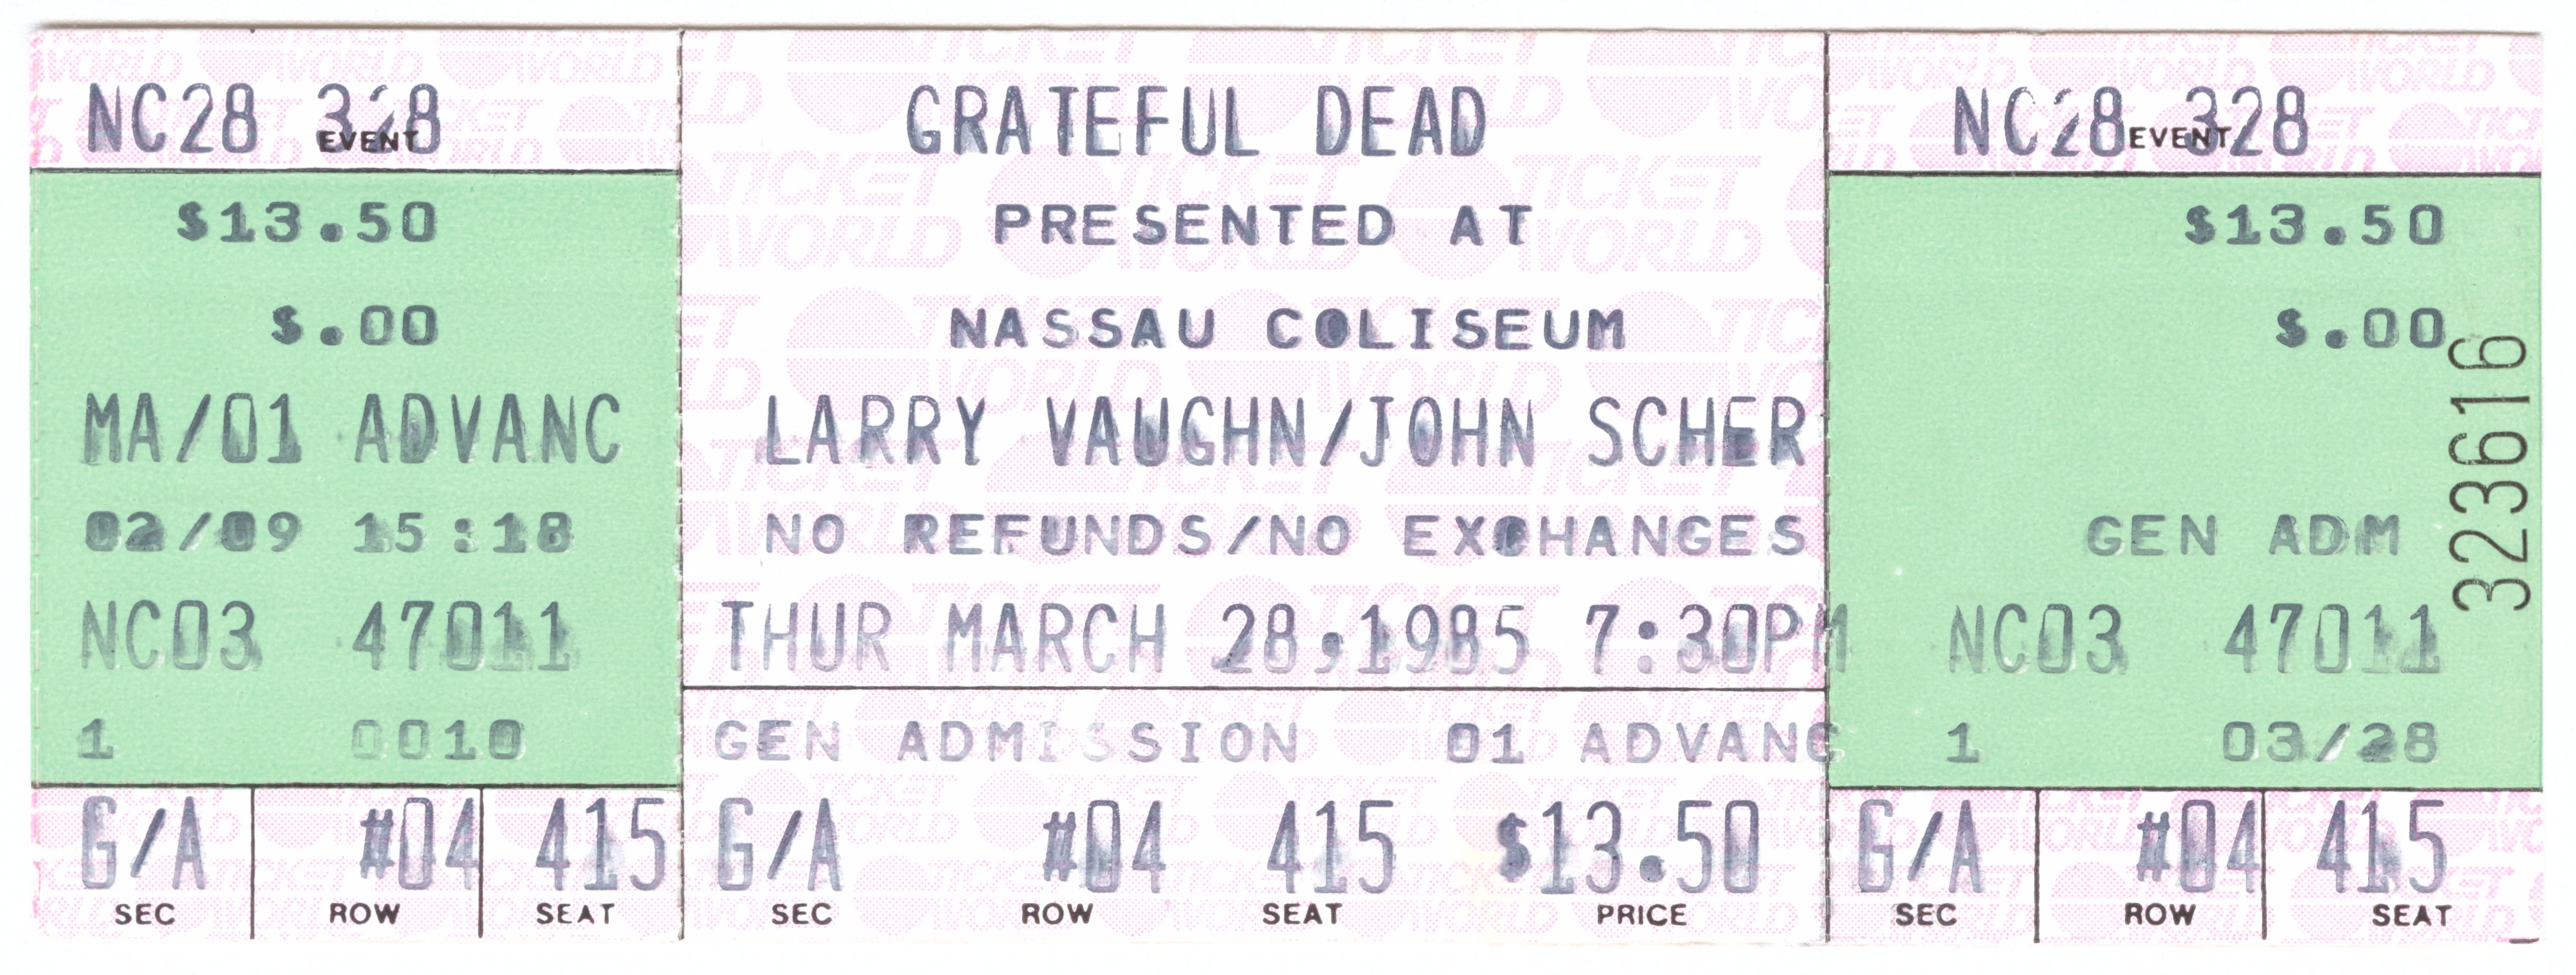 NC28 328
EVENT
$13.50
$.00
MA/01 ADVANC
02/09 15:18
NC03 47011
1 0010
G/A #04 415
SEC ROW SEAT
GRATEFUL DEAD
PRESENTED AT
NASSAU COLISEUM
LARRY VAUGHN/JOHN SCHER
NO REFUNDS/NO EXCHANGES
THUR MARCH 28,1985 7:30PM
GEN ADMISSION 01 ADVANC
G/A #04 415 $13.50
SEC ROW SEAT PRICE
NC28 328
EVENT
$13.50
$.00
GEN ADM
NC03 47011
1 03/28
G/A #04 415
SEC ROW SEAT
323616
TICKET WORLD